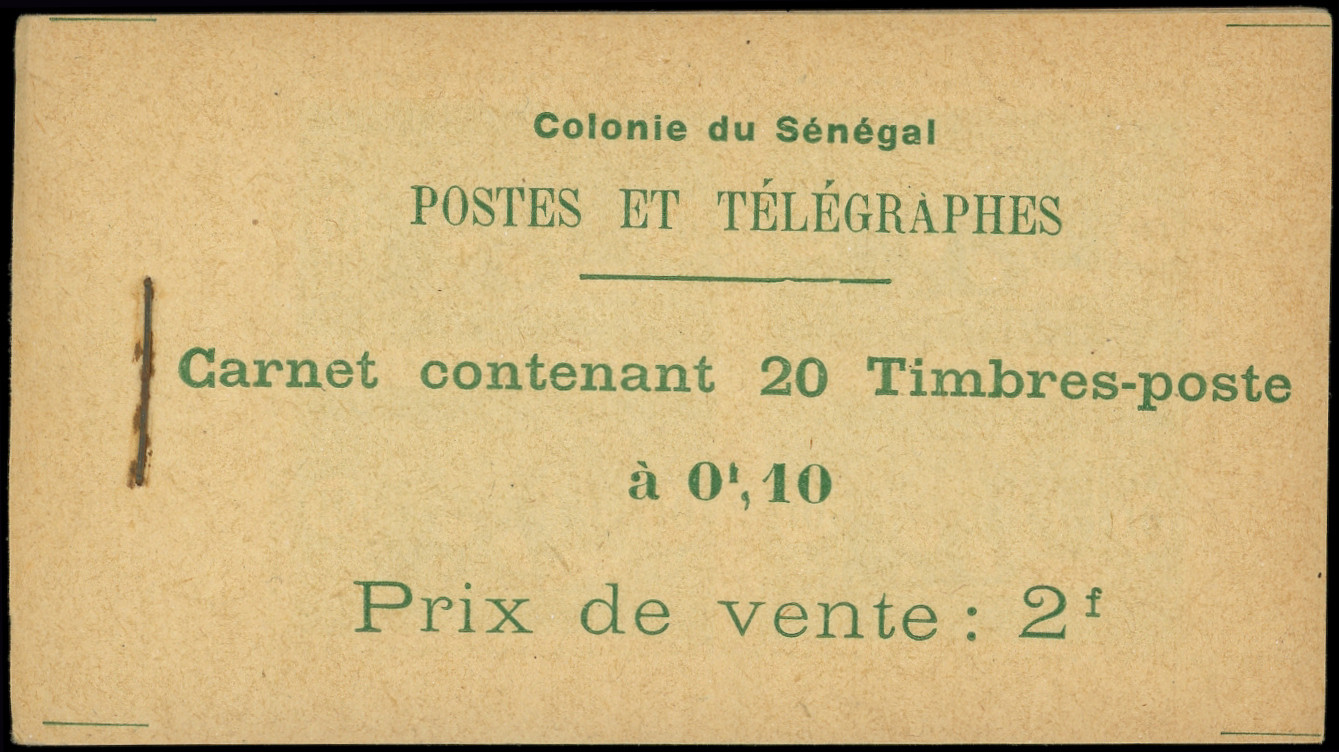 Colonie du Sénégal
POSTES ET TÉLÉGRAPHES
Carnet contenant 20 Timbres-poste
à 0f,10
Prix de vente : 2f